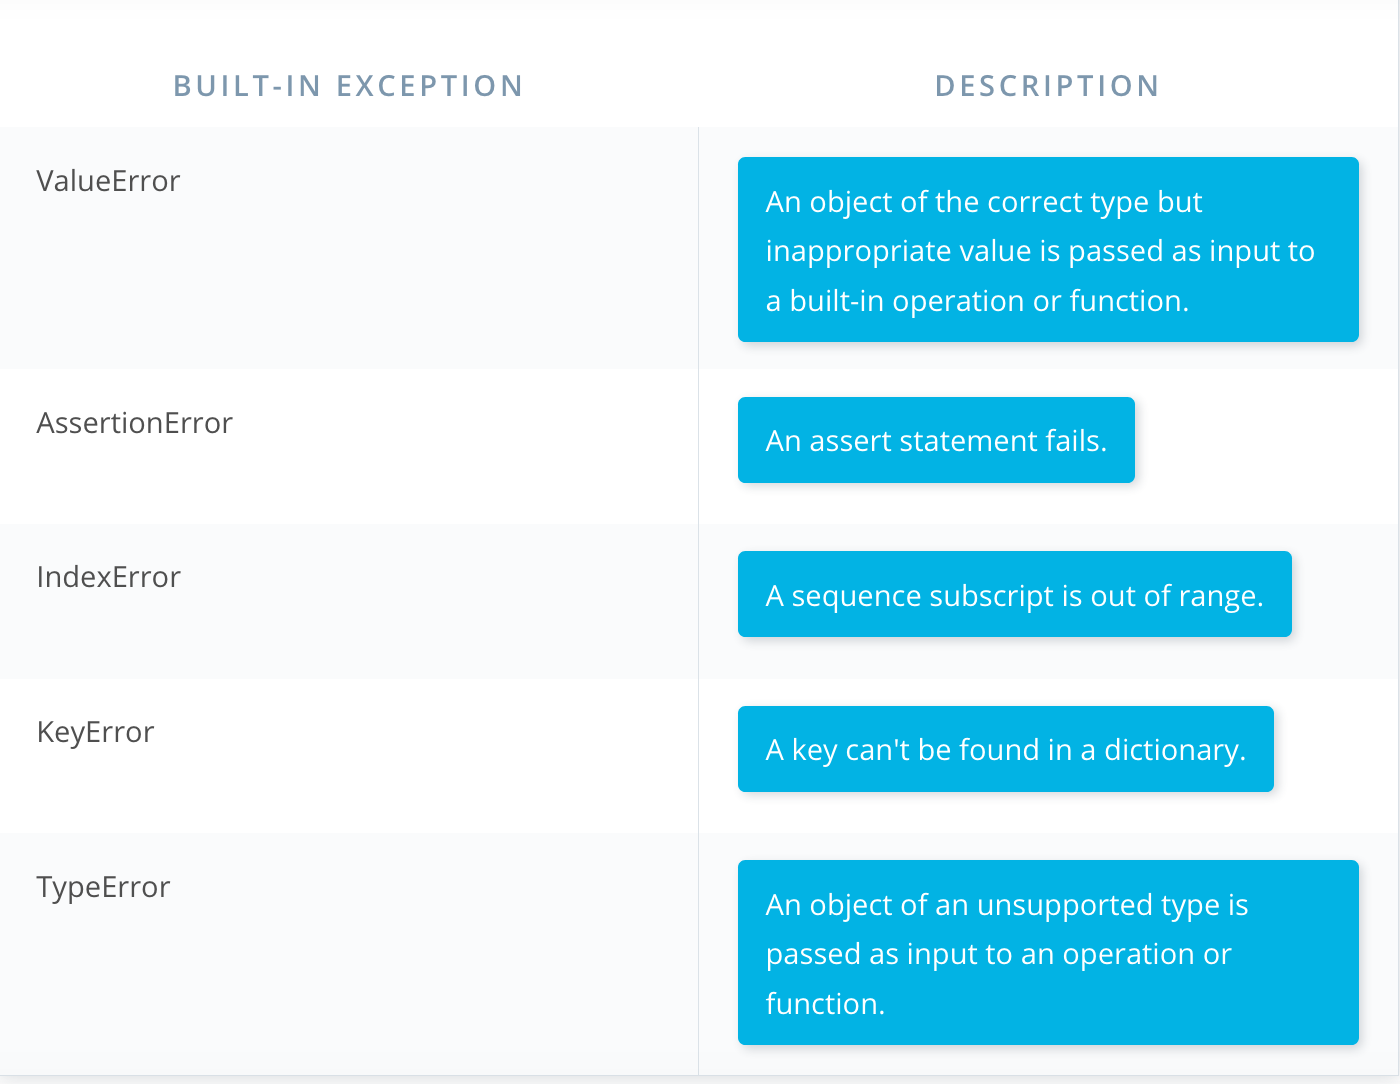 BUILT-IN EXCEPTION
DESCRIPTION
ValueError
An object of the correct type but
inappropriate value is passed as input to
a built-in operation or function.
AssertionError
An assert statement fails.
IndexError
A sequence subscript is out of range.
KeyError
A key can't be found in a dictionary.
TypeError
An object of an unsupported type is
passed as input to an operation or
function.